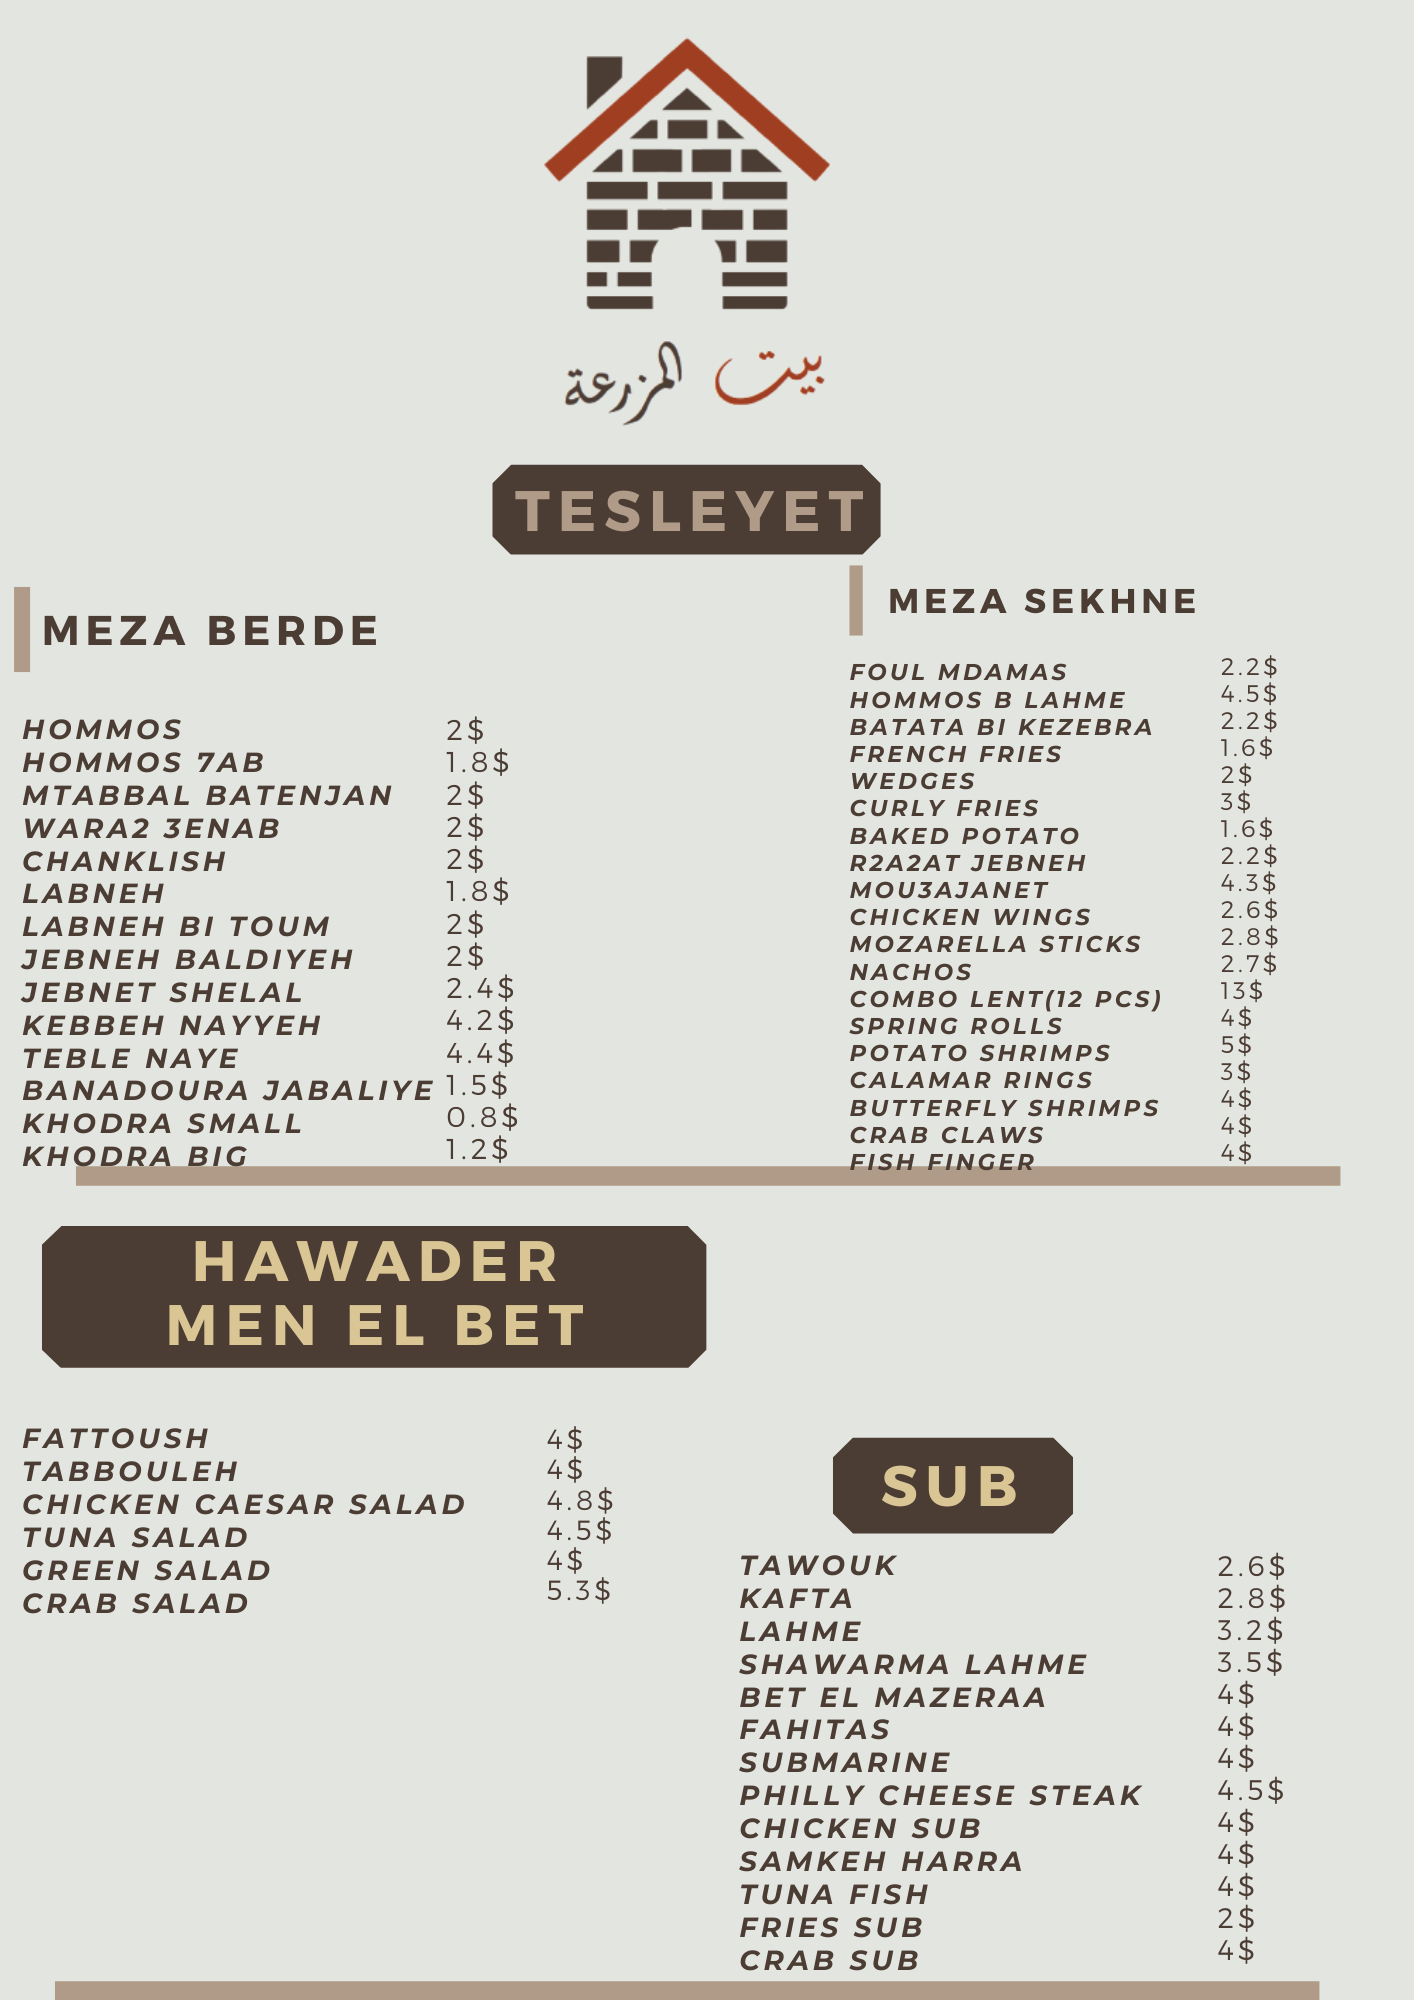 بيت المزرعة
TESLEYET
MEZA BERDE
HOMMOS 2$
HOMMOS 7AB 1.8$
MTABBAL BATENJAN 2$
WARA2 3ENAB 2$
CHANKLISH 2$
LABNEH 1.8$
LABNEH BI TOUM 2$
JEBNEH BALDIYEH 2$
JEBNET SHELAL 2.4$
KEBBEH NAYYEH 4.2$
TEBLE NAYE 4.4$
BANADOURA JABALIYE 1.5$
KHODRA SMALL 0.8$
KHODRA BIG 1.2$
MEZA SEKHNE
FOUL MDAMAS 2.2$
HOMMOS B LAHME 4.5$
BATATA BI KEZEBRA 2.2$
FRENCH FRIES 1.6$
WEDGES 2$
CURLY FRIES 3$
BAKED POTATO 1.6$
R2A2AT JEBNEH 2.2$
MOU3AJANET 4.3$
CHICKEN WINGS 2.6$
MOZARELLA STICKS 2.8$
NACHOS 2.7$
COMBO LENT(12 PCS) 13$
SPRING ROLLS 4$
POTATO SHRIMPS 5$
CALAMAR RINGS 3$
BUTTERFLY SHRIMPS 4$
CRAB CLAWS 4$
FISH FINGER 4$
HAWADER
MEN EL BET
FATTOUSH 4$
TABBOULEH 4$
CHICKEN CAESAR SALAD 4.8$
TUNA SALAD 4.5$
GREEN SALAD 4$
CRAB SALAD 5.3$
SUB
TAWOUK 2.6$
KAFTA 2.8$
LAHME 3.2$
SHAWARMA LAHME 3.5$
BET EL MAZERAA 4$
FAHITAS 4$
SUBMARINE 4$
PHILLY CHEESE STEAK 4.5$
CHICKEN SUB 4$
SAMKEH HARRA 4$
TUNA FISH 4$
FRIES SUB 2$
CRAB SUB 4$